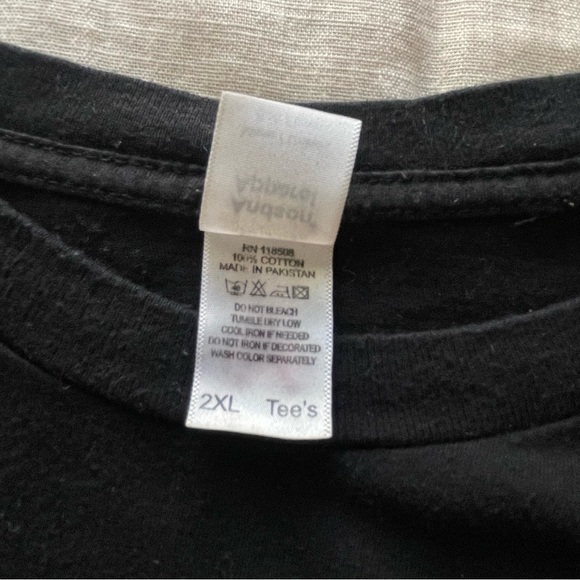 Apparel
RN 118508
100% COTTON
MADE IN PAKISTAN
DO NOT BLEACH
TUMBLE DRY LOW
COOL IRON IF NEEDED
DO NOT IRON IF DECORATED
WASH COLOR SEPARATELY
2XL Tee's